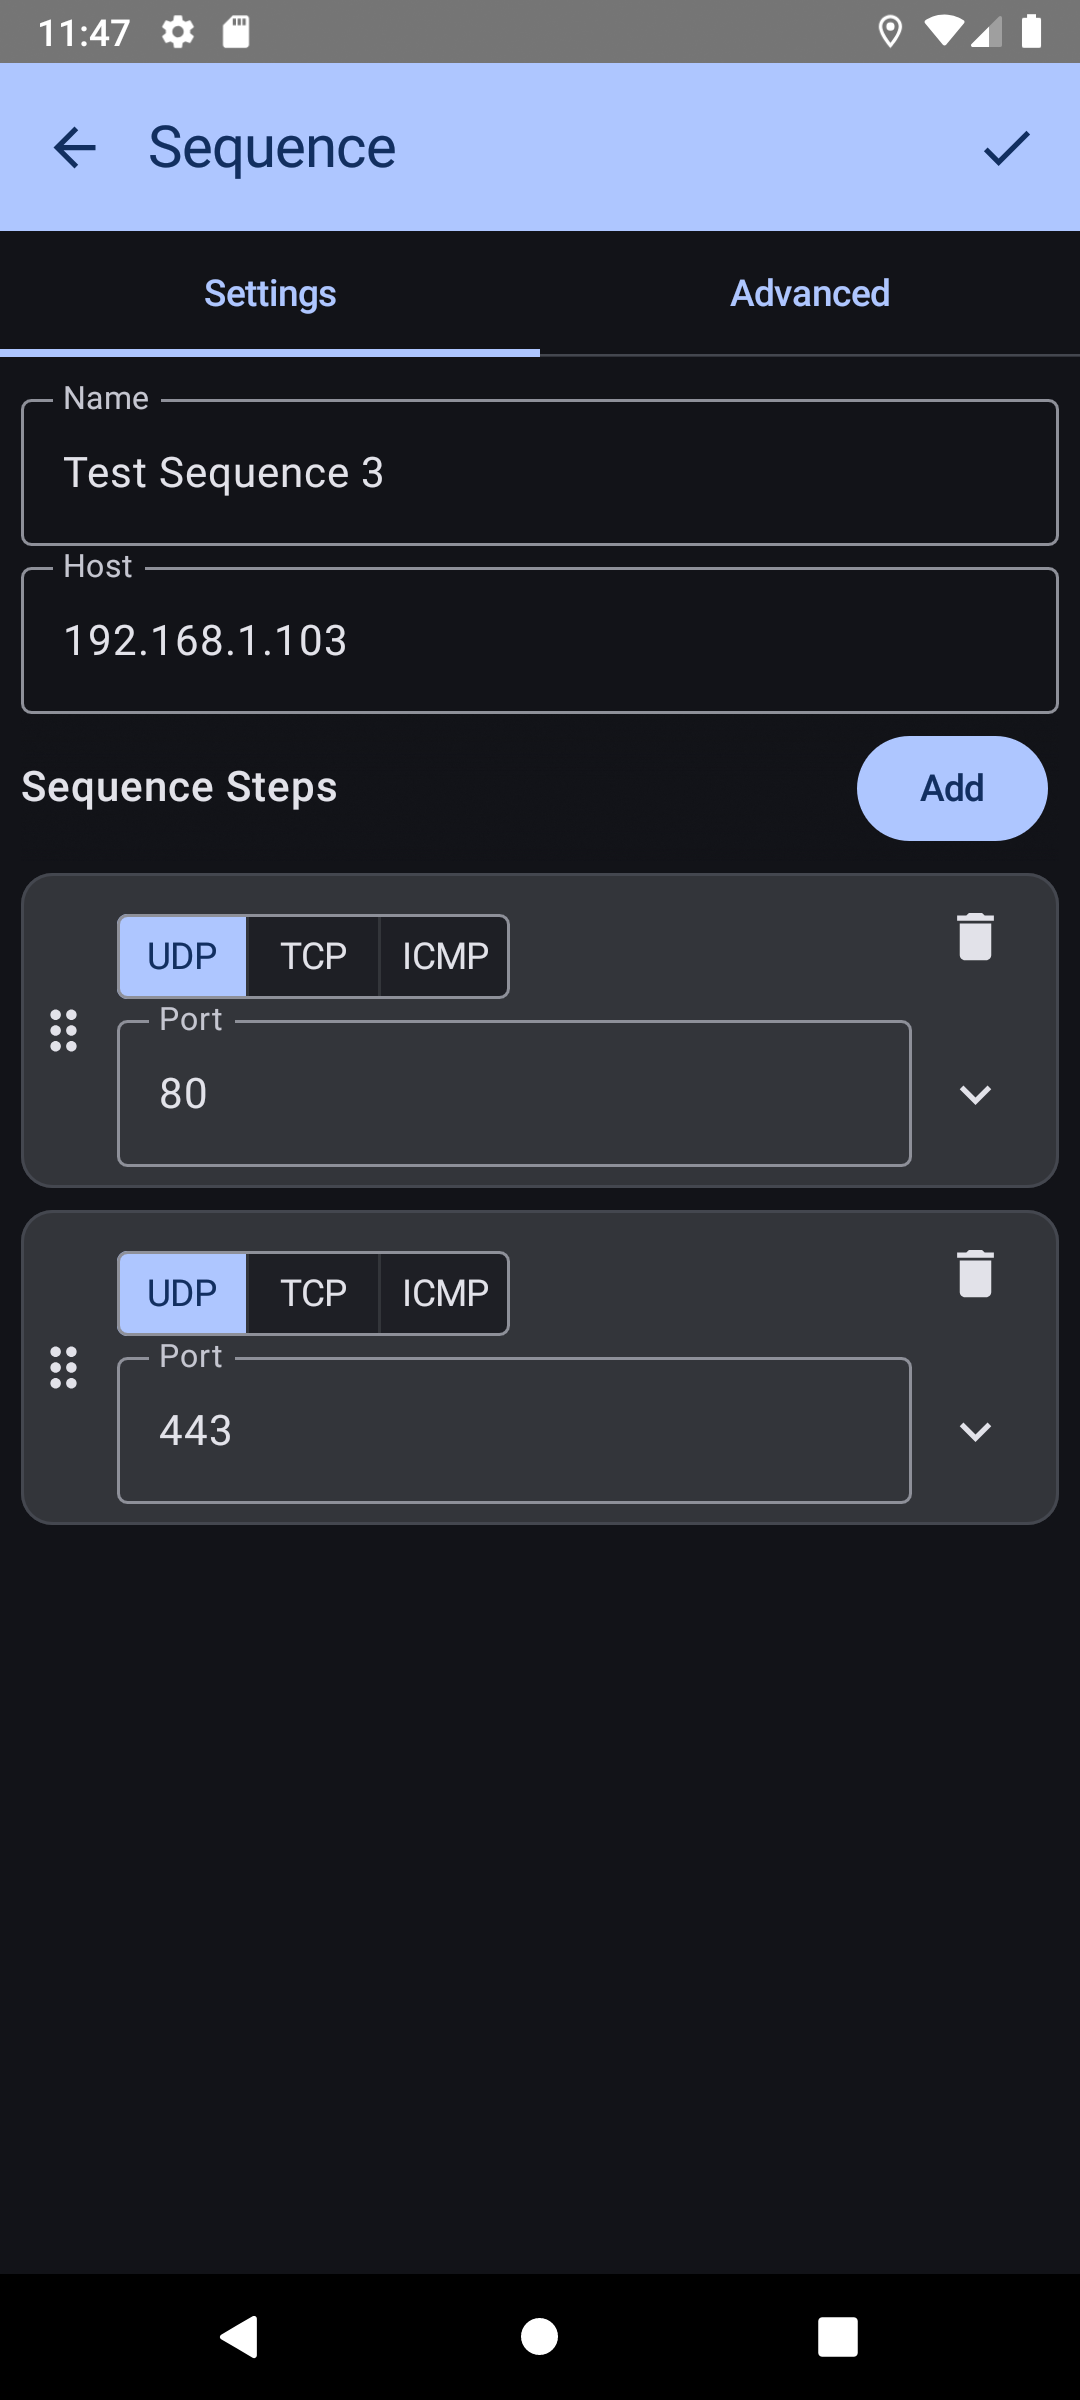 11:47
Sequence
Settings Advanced
Name
Test Sequence 3
Host
192.168.1.103
Sequence Steps Add
UDP TCP ICMP
Port
80
UDP TCP ICMP
Port
443